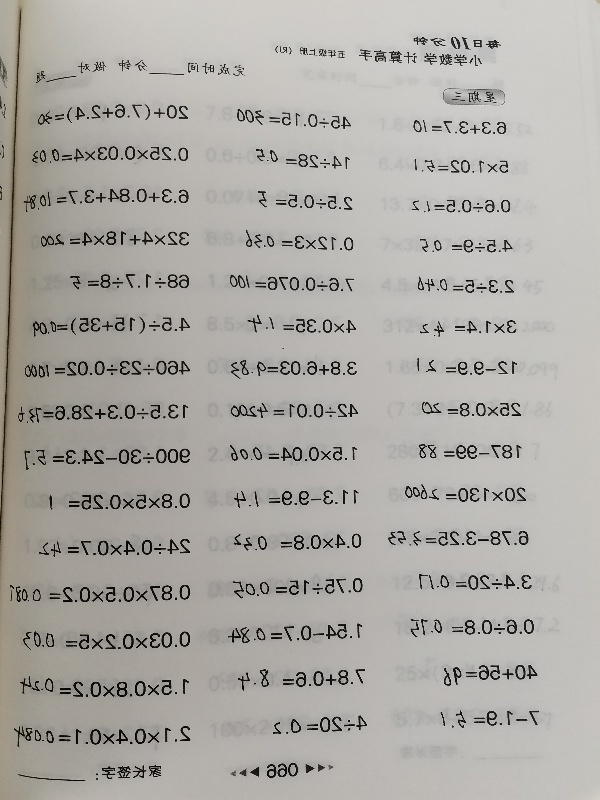 每日10分钟
小学数学 计算高手 五年级上册（RJ）
完成时间____分钟 做对____题
星期三
6.3+3.7=10 45÷0.15=300 20+(7.6+2.4)=30
5×1.02=5.1 14÷28=0.5 0.25×0.03×4=0.03
0.6÷0.5=1.2 2.5÷0.5=5 6.3+0.84+3.7=10.84
4.5÷9=0.5 0.12×3=0.36 32×4+18×4=200
2.3÷5=0.46 7.6÷0.076=100 68÷1.7÷8=5
3×1.4=4.2 4×0.35=1.4 4.5÷(15+35)=0.09
12−9.9=2.1 3.8+6.03=9.83 460÷23÷0.02=1000
25×0.8=20 42÷0.01=4200 13.5÷0.3+28.6=73.6
187−99=88 1.5×0.04=0.06 900÷30−24.3=5.7
20×130=2600 11.3−9.9=1.4 0.8×5×0.25=1
6.78−3.25=3.53 0.4×0.8=0.32 24÷0.4×0.7=42
3.4÷20=0.17 0.75÷15=0.05 0.87×0.5×0.2=0.087
0.6÷0.8=0.75 1.54−0.7=0.84 0.03×0.2×5=0.03
40+56=96 7.8+0.6=8.4 1.5×0.8×0.2=0.24
7−1.9=5.1 4÷20=0.2 2.1×0.4×0.1=0.084
066
家长签字：________